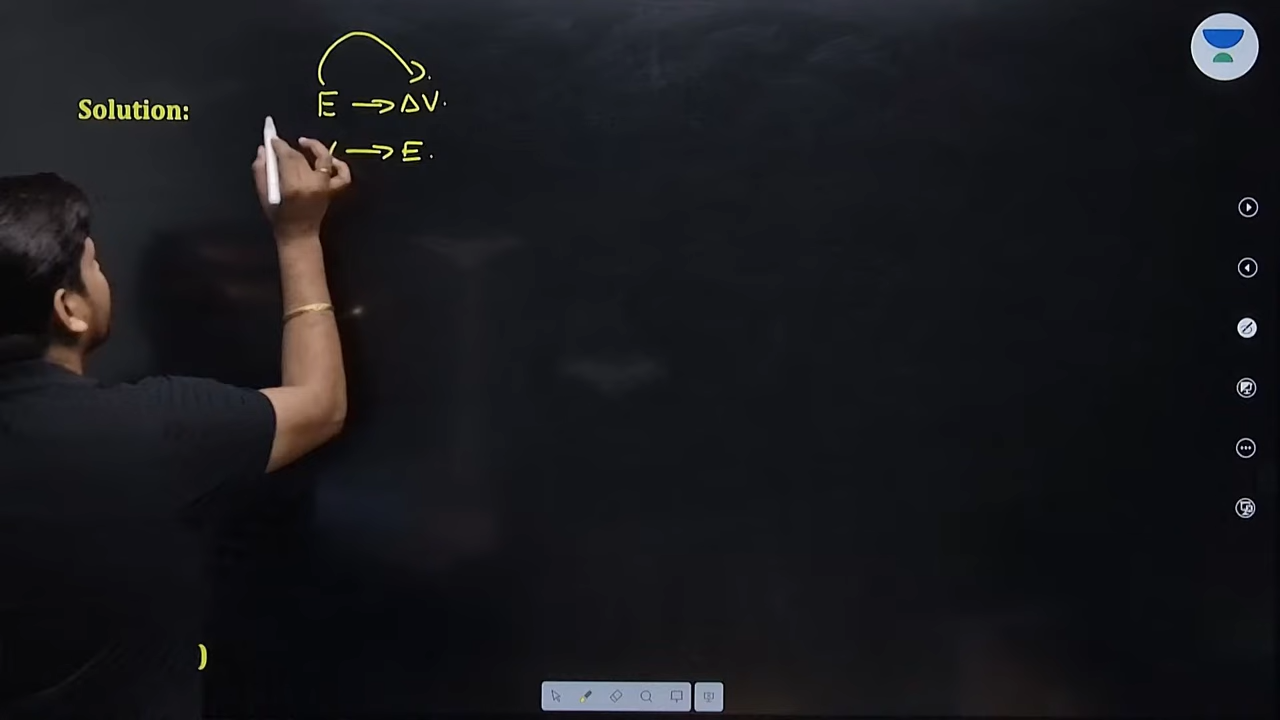 Solution:
E → ΔV.
→ E.
)